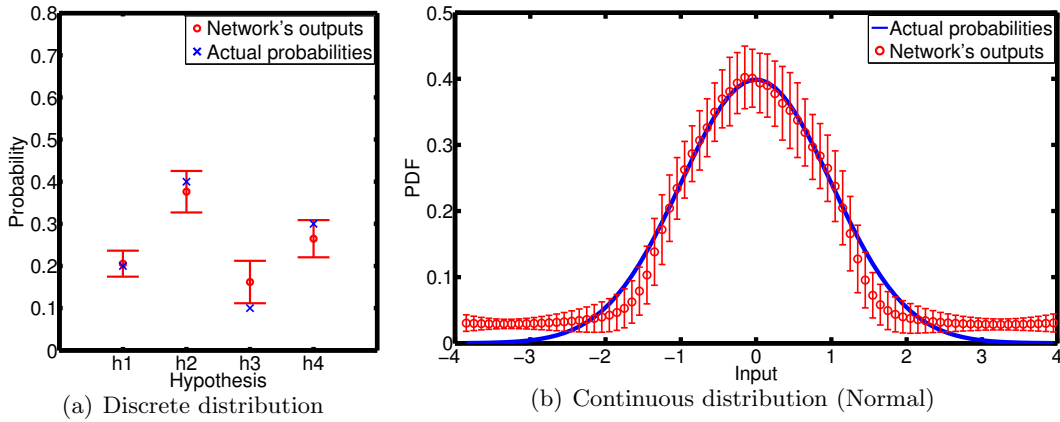 0.8
0.7
0.6
0.5
0.4
0.3
0.2
0.1
0
Probability
Network's outputs
Actual probabilities
h1 h2 h3 h4
Hypothesis
(a) Discrete distribution
0.5
0.4
0.3
0.2
0.1
0
PDF
Actual probabilities
Network's outputs
−4 −3 −2 −1 0 1 2 3 4
Input
(b) Continuous distribution (Normal)